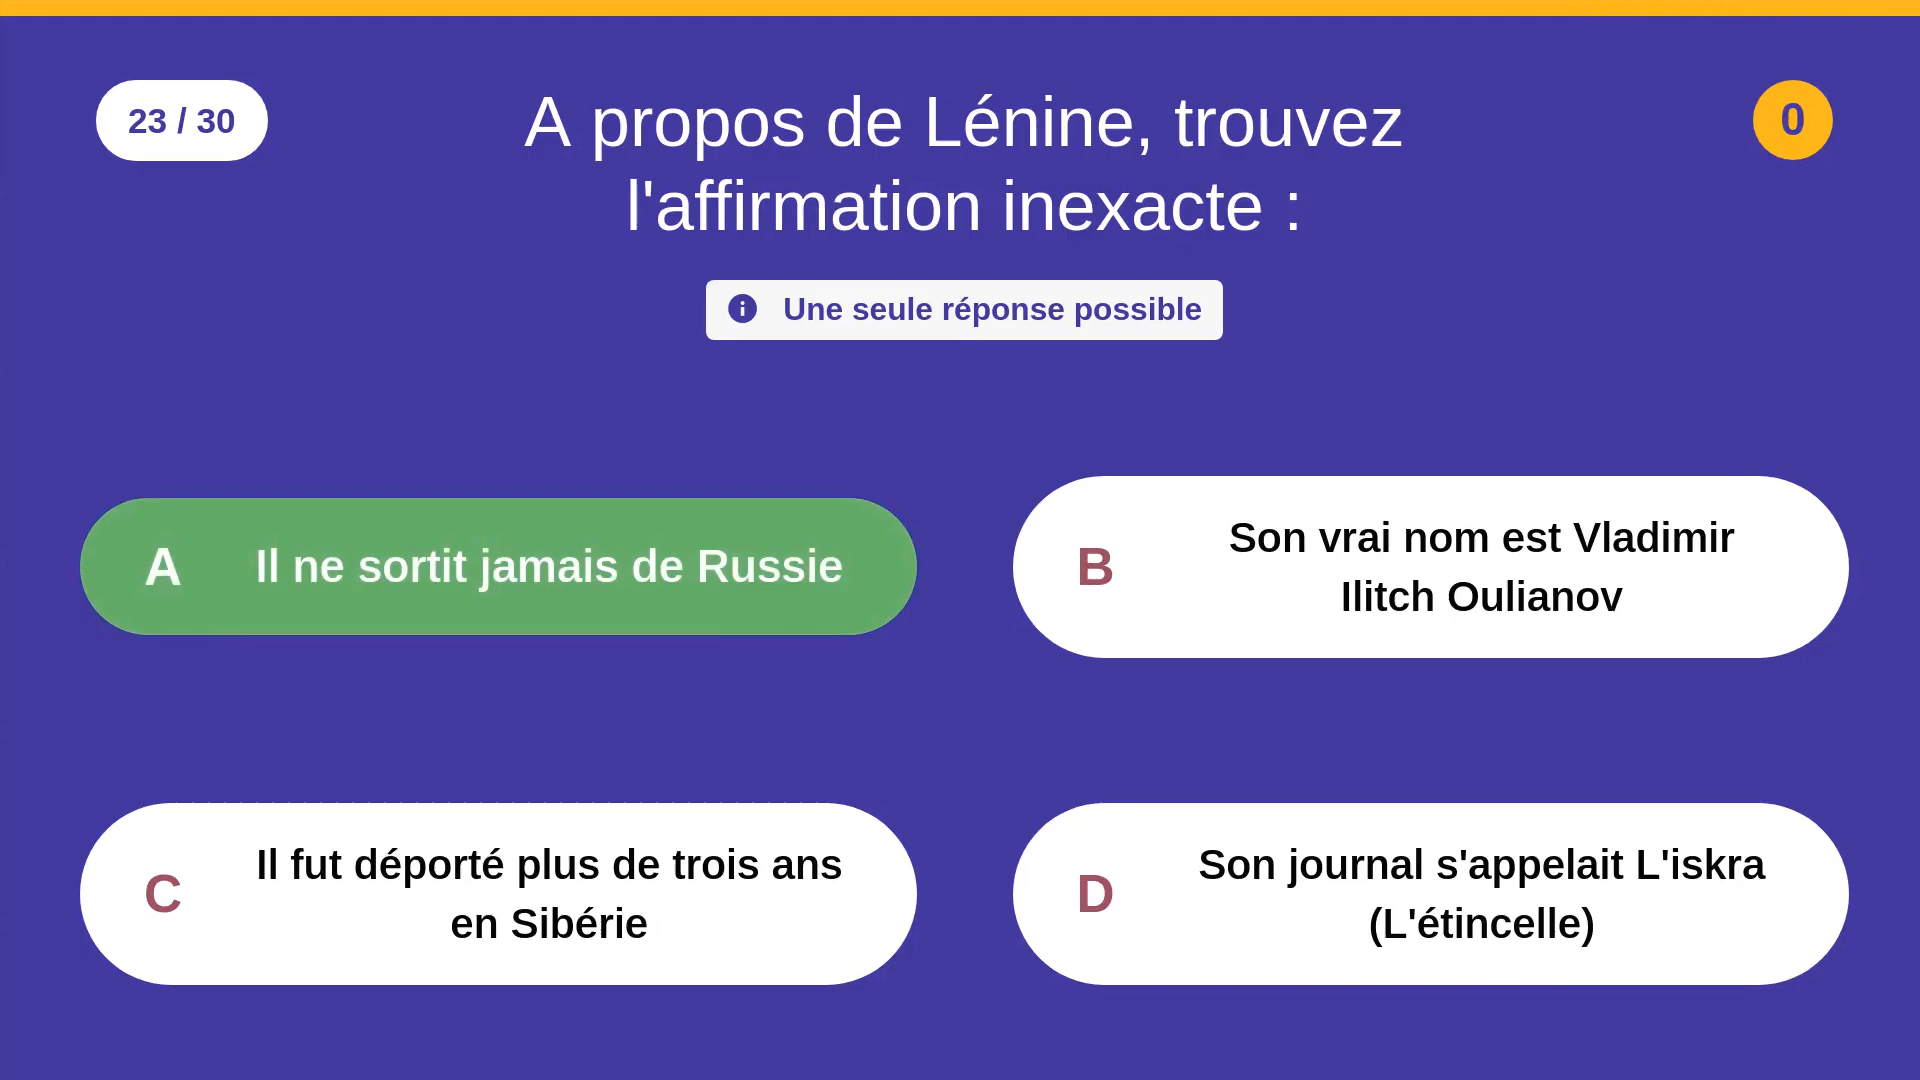 23 / 30
A propos de Lénine, trouvez
l'affirmation inexacte :
0
Une seule réponse possible
A Il ne sortit jamais de Russie
B Son vrai nom est Vladimir
Ilitch Oulianov
C Il fut déporté plus de trois ans
en Sibérie
D Son journal s'appelait L'iskra
(L'étincelle)